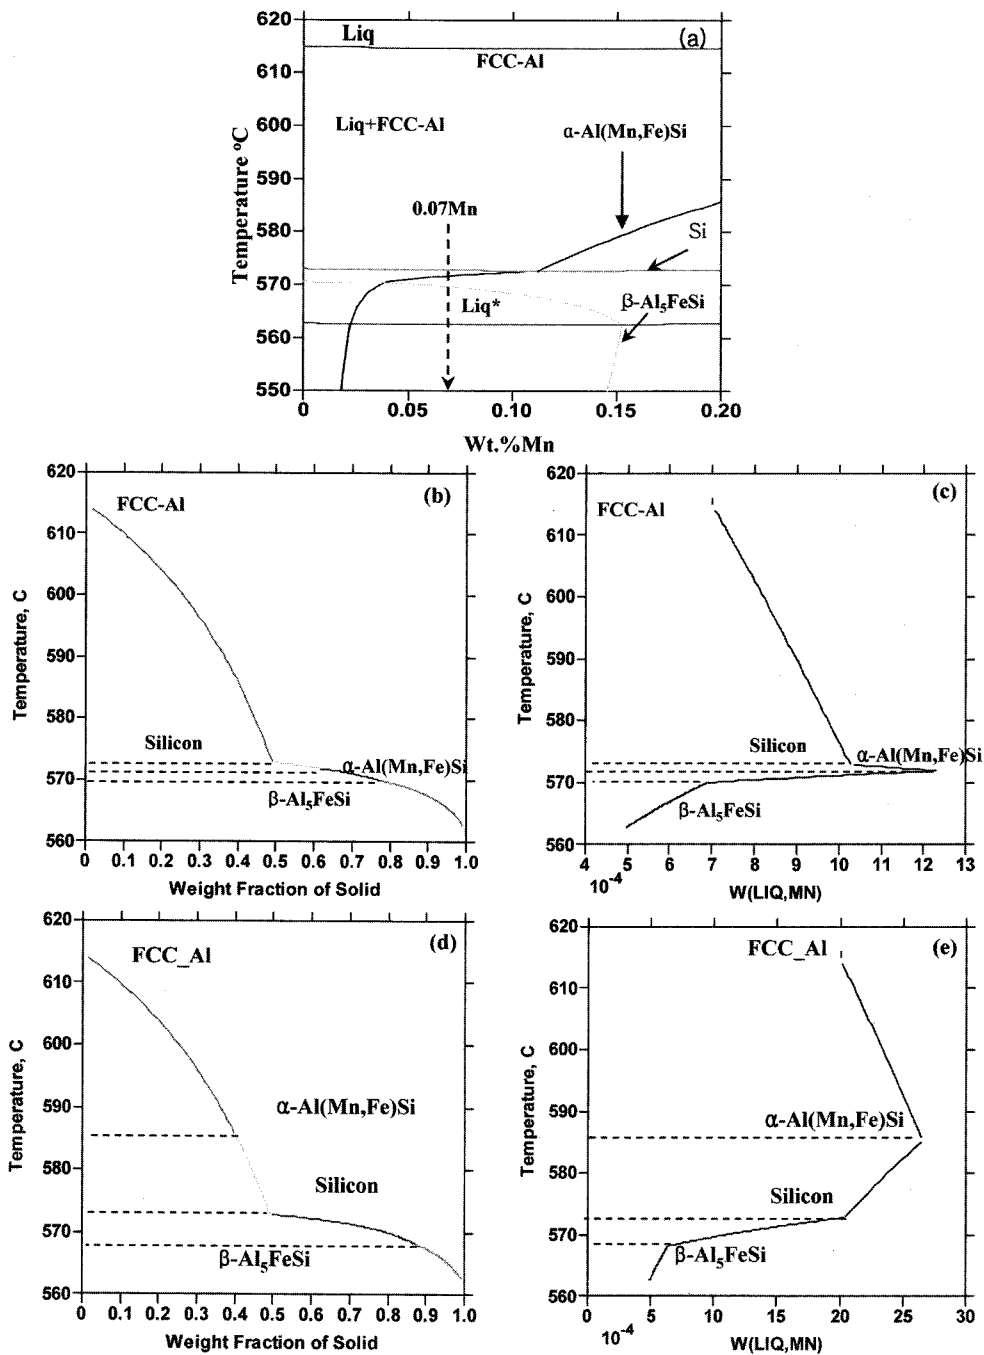 620
610
600
590
580
570
560
550
Temperature °C
Liq
(a)
FCC-Al
Liq+FCC-Al
α-Al(Mn,Fe)Si
0.07Mn
Si
Liq*
β-Al₅FeSi
0 0.05 0.10 0.15 0.20
Wt.%Mn
620
610
600
590
580
570
560
Temperature, C
FCC-Al
(b)
Silicon
α-Al(Mn,Fe)Si
β-Al₅FeSi
0 0.1 0.2 0.3 0.4 0.5 0.6 0.7 0.8 0.9 1.0
Weight Fraction of Solid
620
610
600
590
580
570
560
Temperature, C
FCC-Al
(c)
Silicon
α-Al(Mn,Fe)Si
β-Al₅FeSi
4 5 6 7 8 9 10 11 12 13
10⁻⁴
W(LIQ,MN)
620
610
600
590
580
570
560
Temperature, C
FCC_Al
(d)
α-Al(Mn,Fe)Si
Silicon
β-Al₅FeSi
0 0.1 0.2 0.3 0.4 0.5 0.6 0.7 0.8 0.9 1.0
Weight Fraction of Solid
620
610
600
590
580
570
560
Temperature, C
FCC_Al
(e)
α-Al(Mn,Fe)Si
Silicon
β-Al₅FeSi
0 5 10 15 20 25 30
10⁻⁴
W(LIQ,MN)